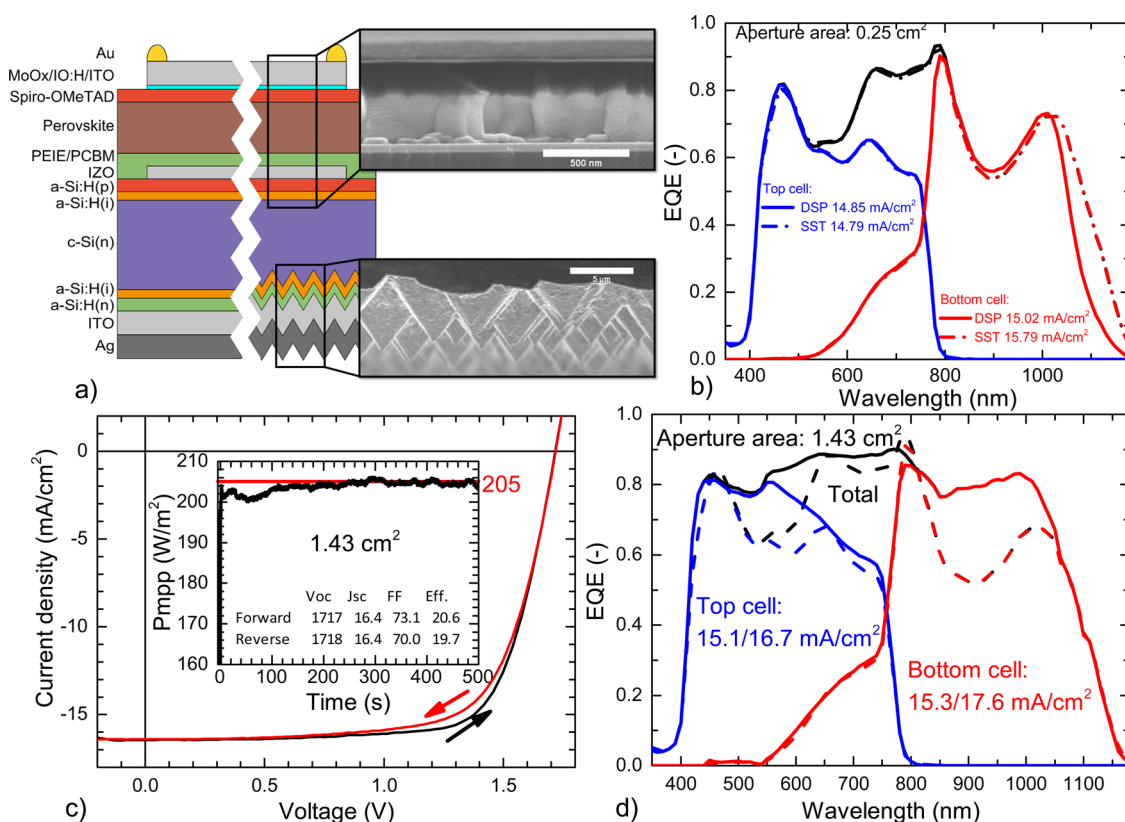 Au
MoOx/IO:H/ITO
Spiro-OMeTAD
Perovskite
PEIE/PCBM
IZO
a-Si:H(p)
a-Si:H(i)
c-Si(n)
a-Si:H(i)
a-Si:H(n)
ITO
Ag
500 nm
5 µm
a)
Aperture area: 0.25 cm²
1.0
0.8
0.6
0.4
0.2
0.0
EQE (-)
Top cell:
DSP 14.85 mA/cm²
SST 14.79 mA/cm²
Bottom cell:
DSP 15.02 mA/cm²
SST 15.79 mA/cm²
400 600 800 1000
Wavelength (nm)
b)
0
-5
-10
-15
Current density (mA/cm²)
210
205
200
195
190
185
180
175
170
165
160
Pmpp (W/m²)
205
1.43 cm²
Voc Jsc FF Eff.
Forward 1717 16.4 73.1 20.6
Reverse 1718 16.4 70.0 19.7
0 100 200 300 400 500
Time (s)
0.0 0.5 1.0 1.5
Voltage (V)
c)
Aperture area: 1.43 cm²
1.0
0.8
0.6
0.4
0.2
0.0
EQE (-)
Total
Top cell:
15.1/16.7 mA/cm²
Bottom cell:
15.3/17.6 mA/cm²
400 500 600 700 800 900 1000 1100
Wavelength (nm)
d)